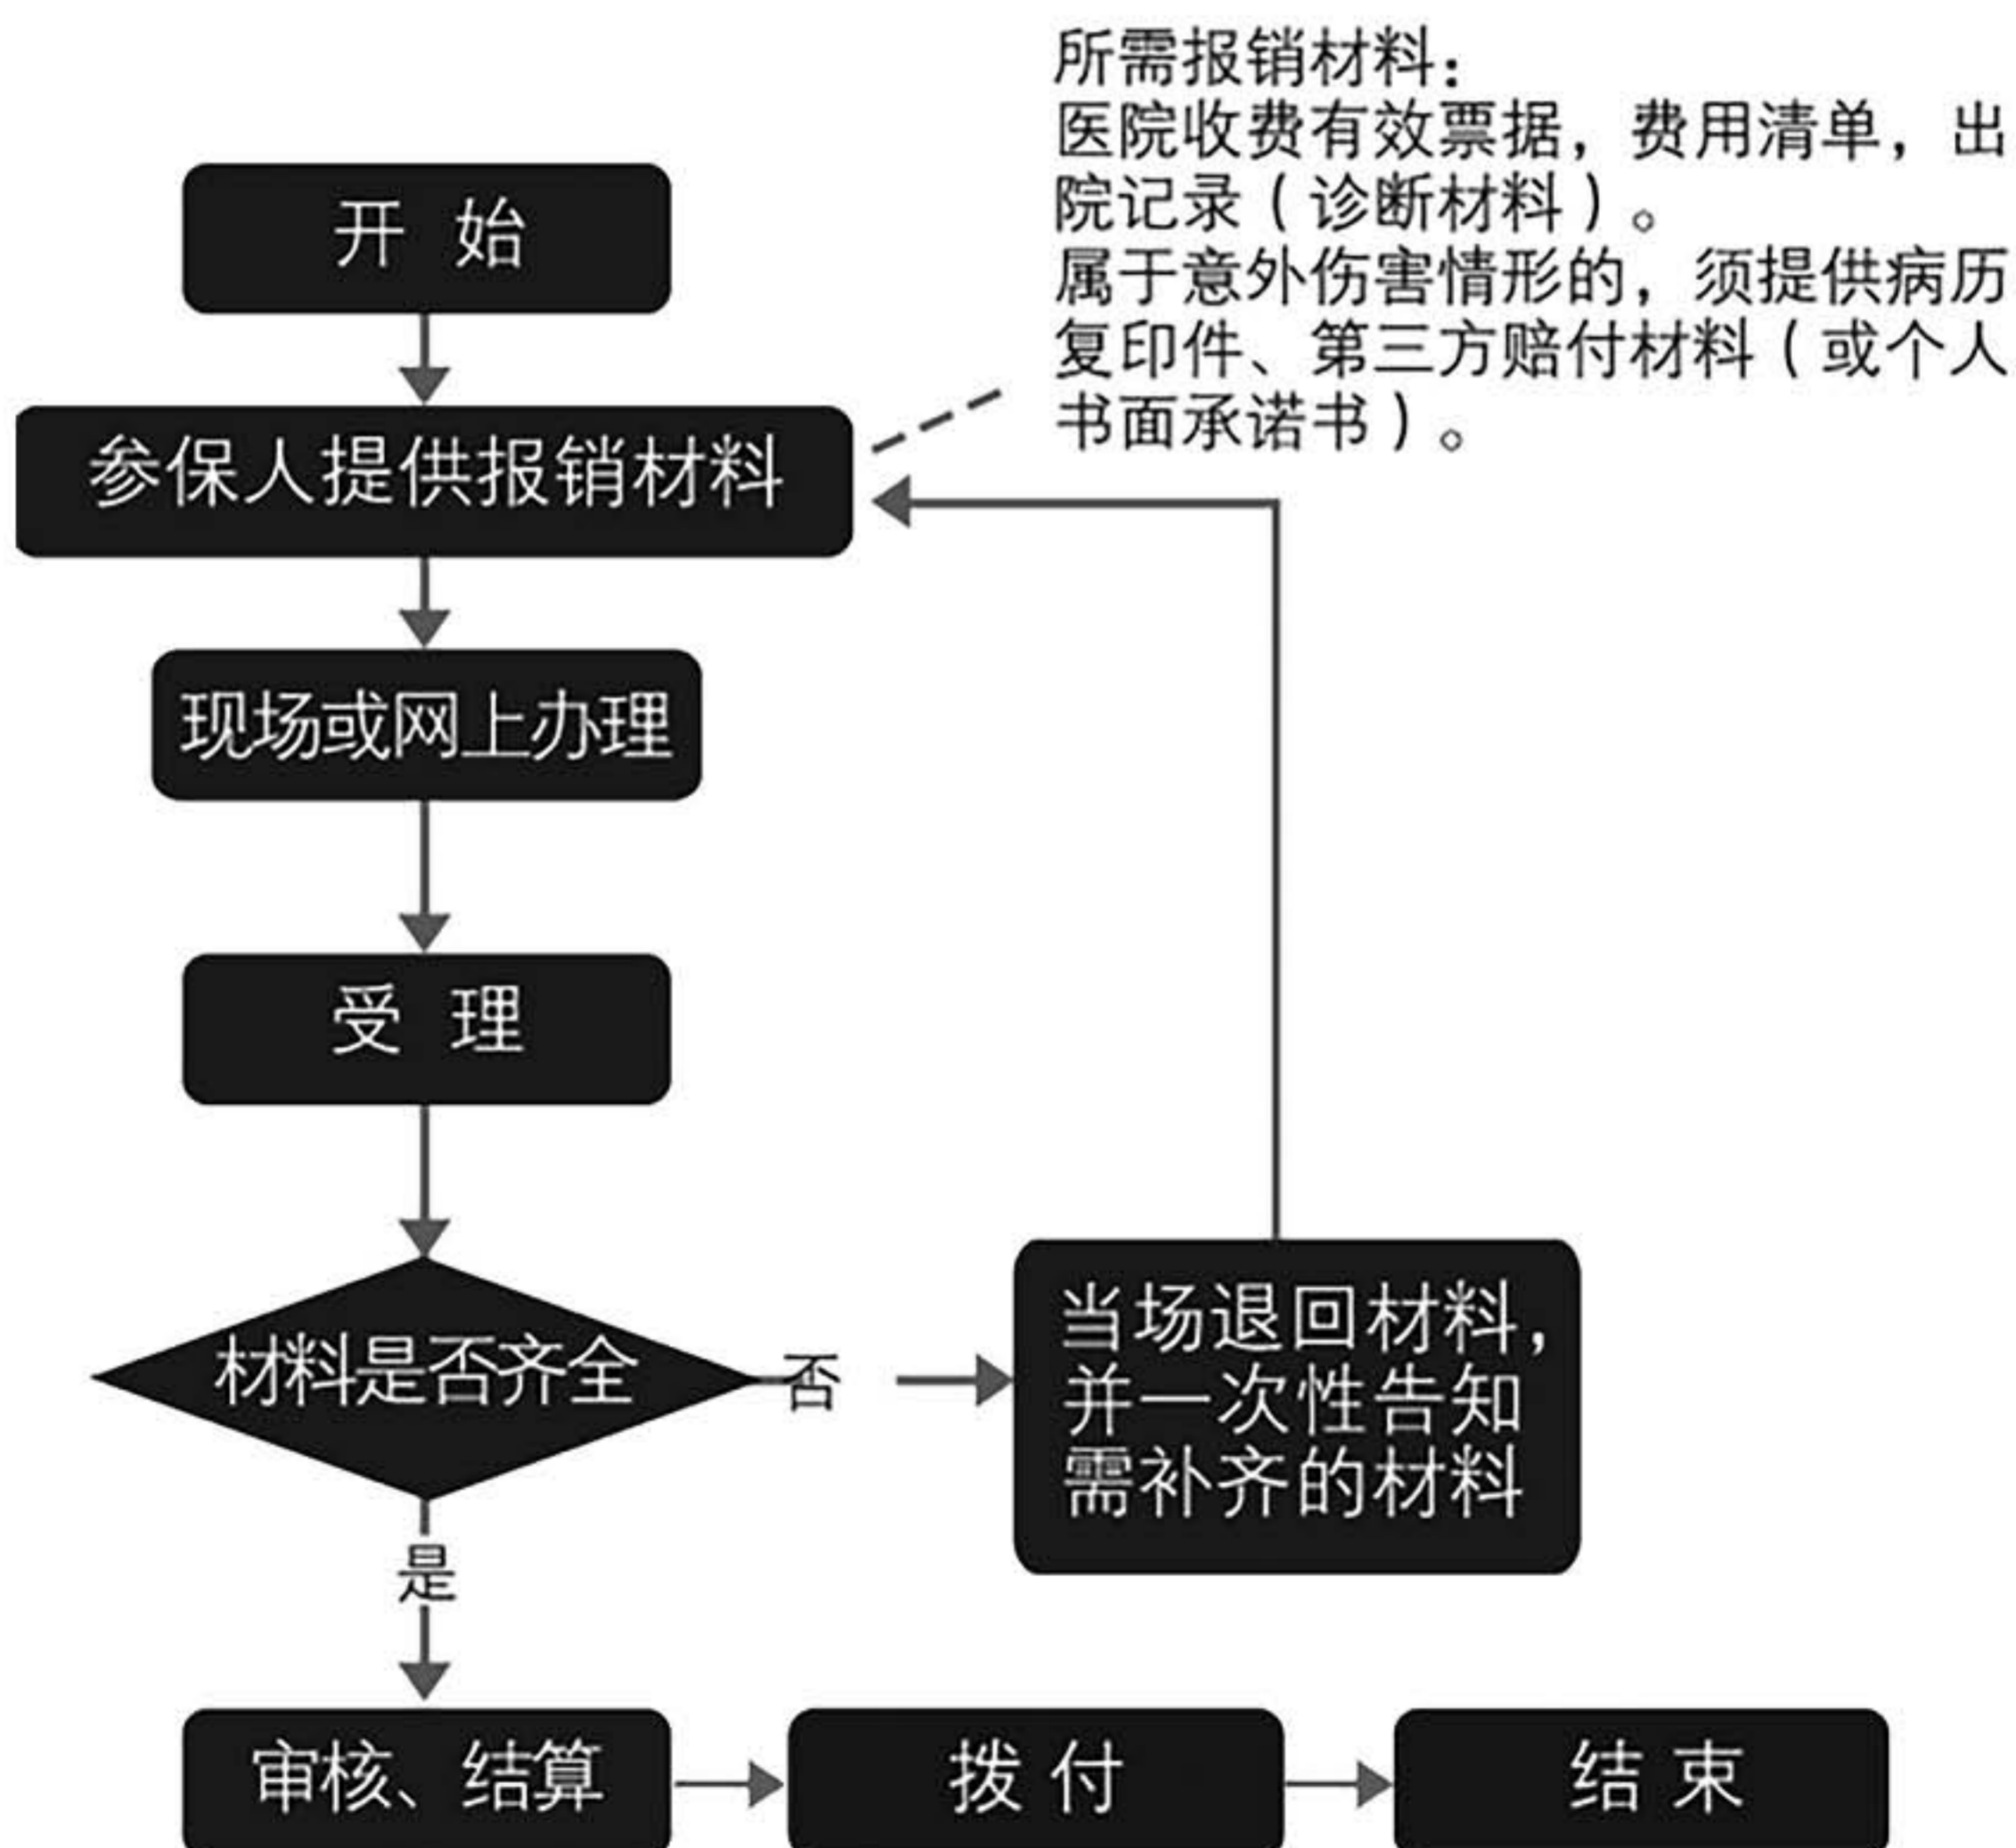 所需报销材料：
医院收费有效票据，费用清单，出
院记录（诊断材料）。
属于意外伤害情形的，须提供病历
复印件、第三方赔付材料（或个人
书面承诺书）。
开 始
参保人提供报销材料
现场或网上办理
受 理
材料是否齐全
否
当场退回材料，
并一次性告知
需补齐的材料
是
审核、结算
拨 付
结 束